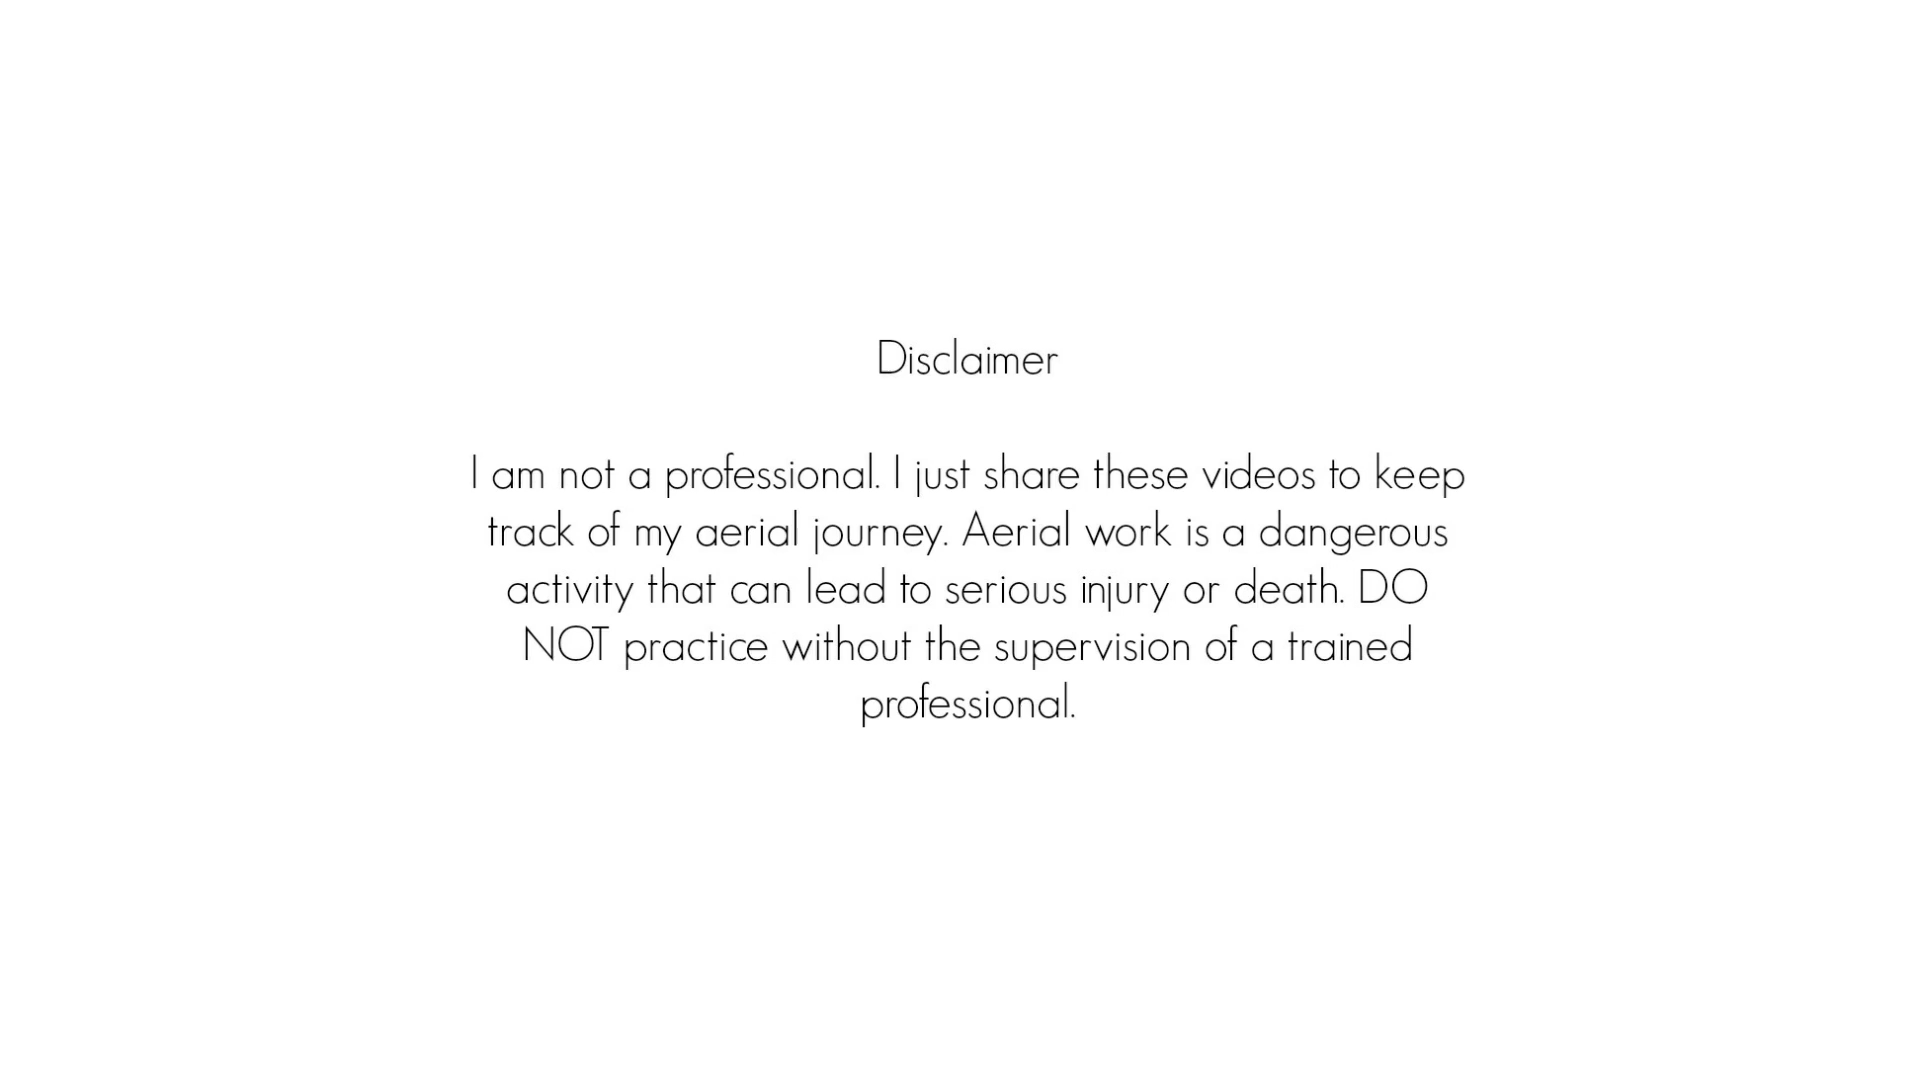 Disclaimer
I am not a professional. I just share these videos to keep
track of my aerial journey. Aerial work is a dangerous
activity that can lead to serious injury or death. DO
NOT practice without the supervision of a trained
professional.